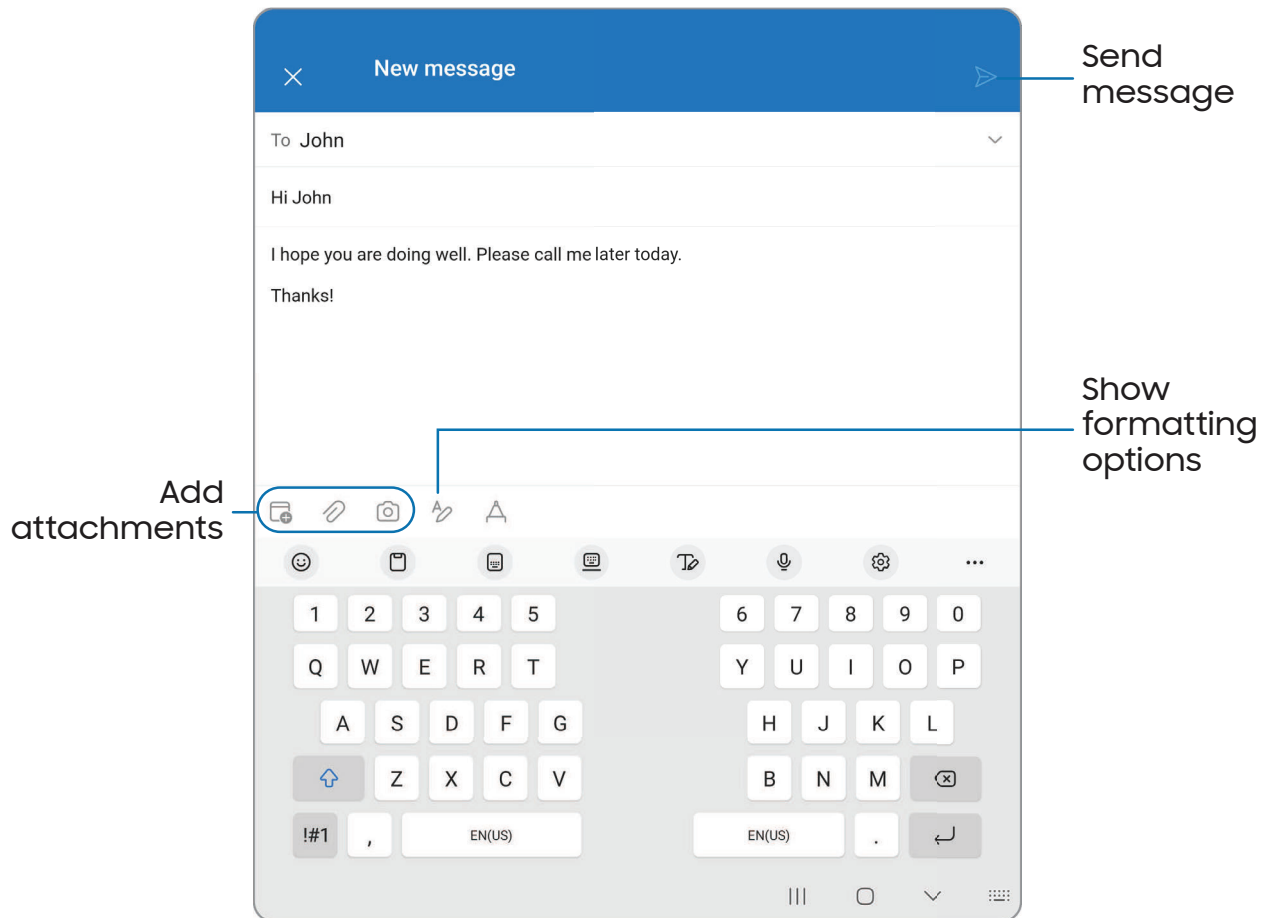 New message
Send
message
To John
Hi John
I hope you are doing well. Please call me later today.
Thanks!
Show
formatting
options
Add
attachments
1 2 3 4 5 6 7 8 9 0
Q W E R T Y U I O P
A S D F G H J K L
Z X C V B N M
!#1 , EN(US) EN(US) .